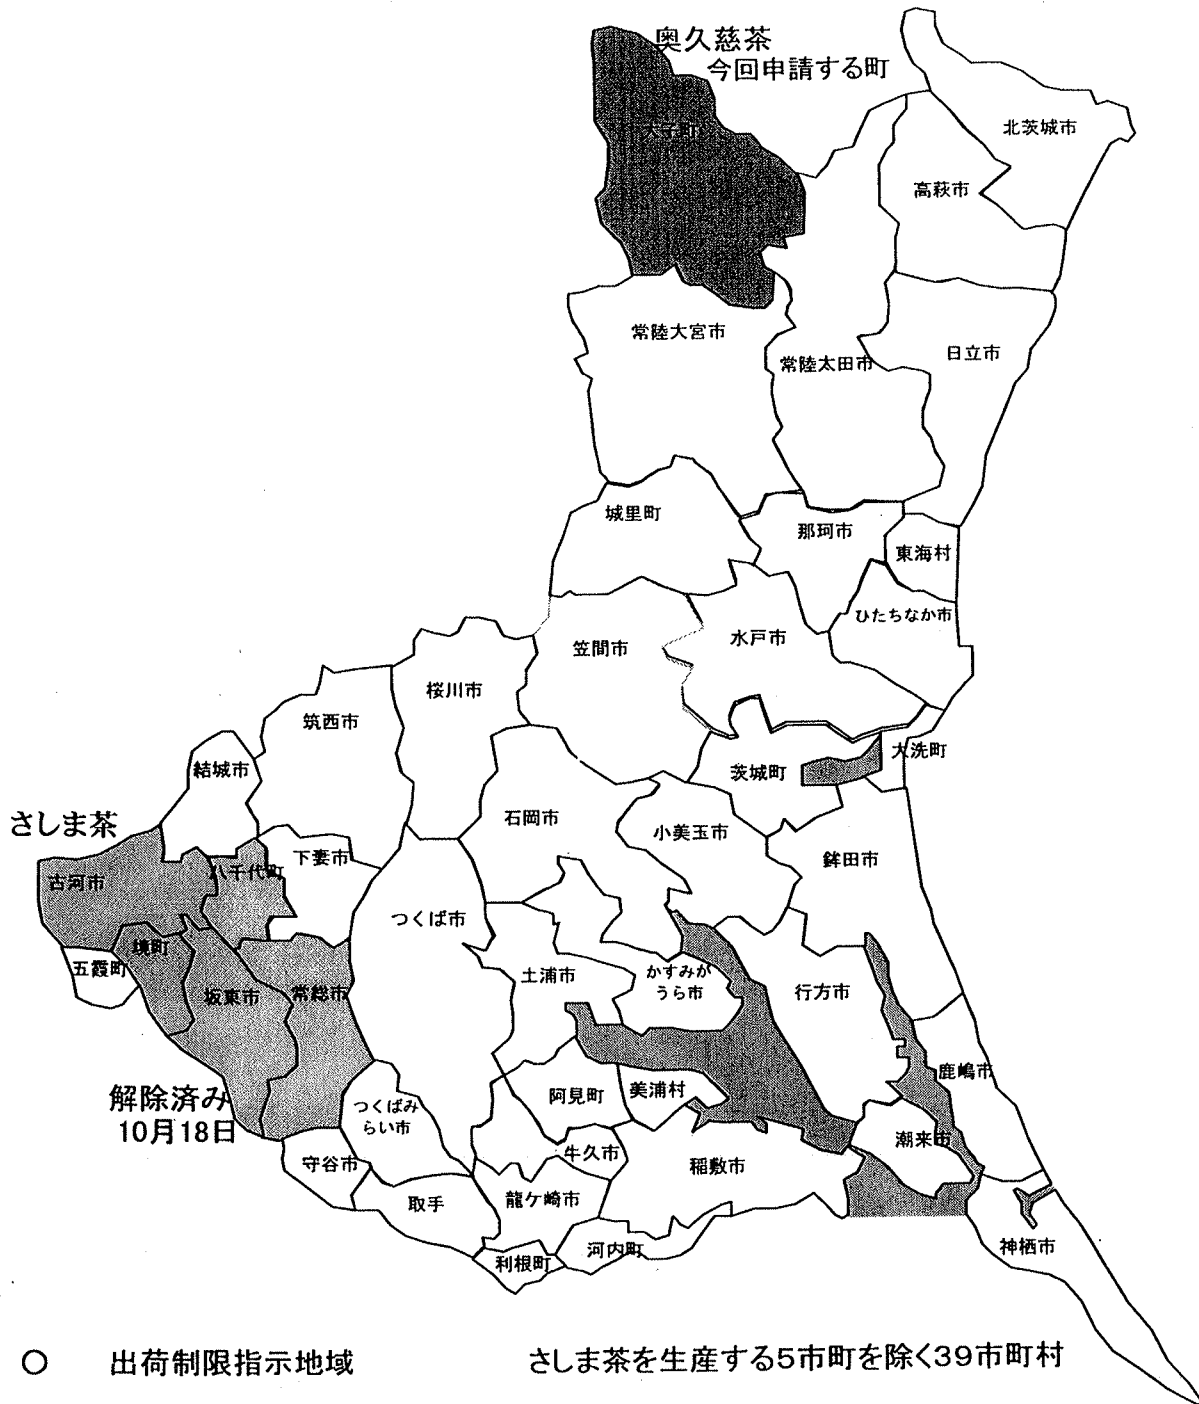 奥久慈茶
今回申請する町
大子町
北茨城市
高萩市
常陸大宮市
常陸太田市
日立市
城里町
那珂市
東海村
ひたちなか市
水戸市
笠間市
桜川市
筑西市
結城市
茨城町
大洗町
さしま茶
石岡市
小美玉市
鉾田市
下妻市
八千代町
古河市
つくば市
境町
五霞町
坂東市
常総市
土浦市
かすみが
うら市
行方市
鹿嶋市
解除済み
10月18日
つくばみ
らい市
阿見町
美浦村
潮来市
守谷市
牛久市
稲敷市
取手
龍ケ崎市
利根町
河内町
神栖市
○ 出荷制限指示地域 さしま茶を生産する5市町を除く39市町村